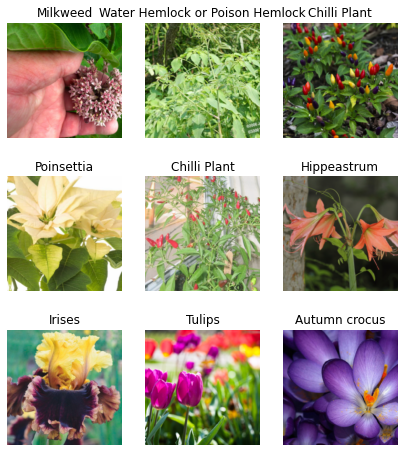 Milkweed
Water Hemlock or Poison Hemlock
Chilli Plant
Poinsettia
Chilli Plant
Hippeastrum
Irises
Tulips
Autumn crocus